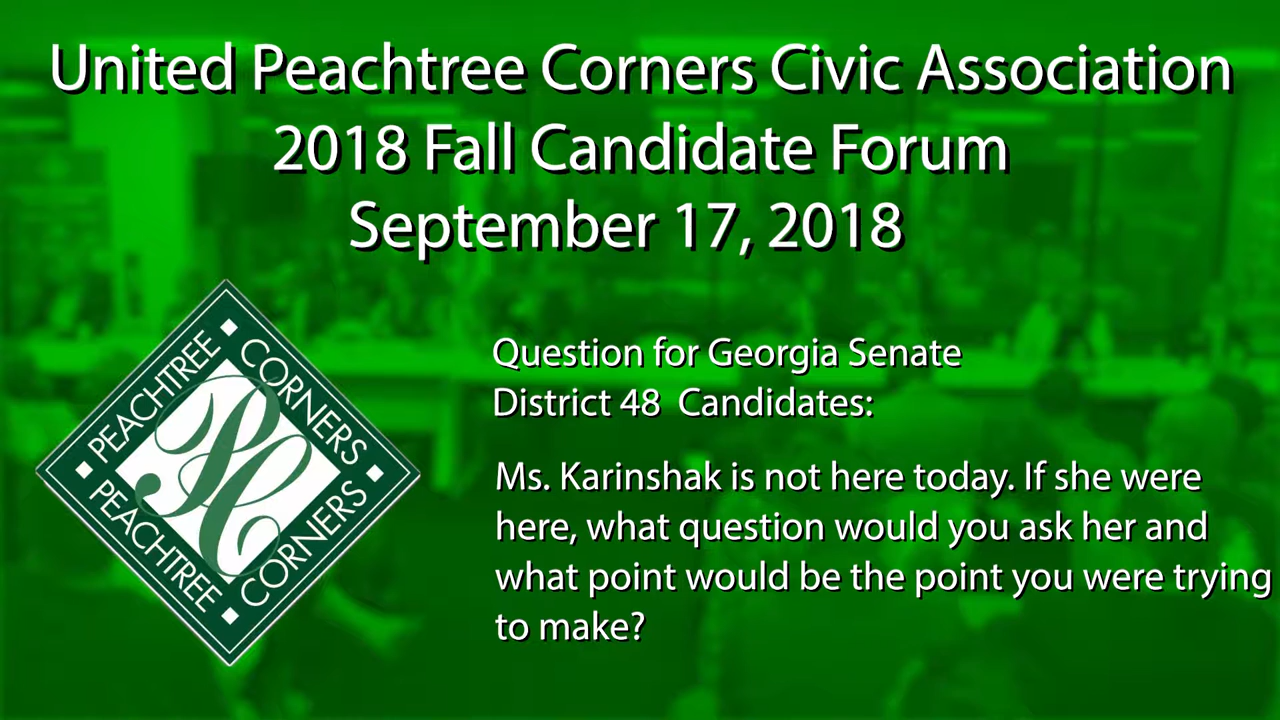 United Peachtree Corners Civic Association
2018 Fall Candidate Forum
September 17, 2018
PEACHTREE CORNERS
PEACHTREE CORNERS
PC
Question for Georgia Senate
District 48 Candidates:
Ms. Karinshak is not here today. If she were
here, what question would you ask her and
what point would be the point you were trying
to make?